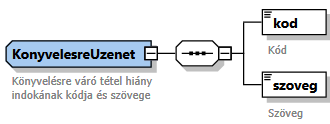 KonyvelesreUzenet
Könyvelésre váró tétel hiány
indokának kódja és szövege
kod
Kód
szoveg
Szöveg